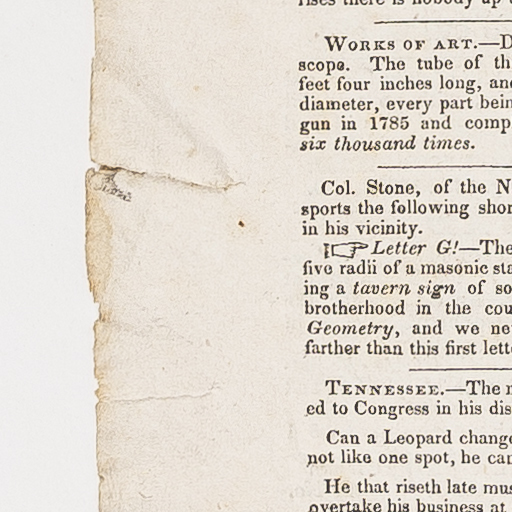 rises there is nobody up
WORKS OF ART.—D
scope. The tube of th
feet four inches long, and
diameter, every part bein
gun in 1785 and comp
six thousand times.
Col. Stone, of the N
sports the following shor
in his vicinity.
☞ Letter G!—The
five radii of a masonic sta
ing a tavern sign of so
brotherhood in the cou
Geometry, and we ne
farther than this first lett
TENNESSEE.—The n
ed to Congress in his dis
Can a Leopard change
not like one spot, he can
He that riseth late mus
overtake his business at